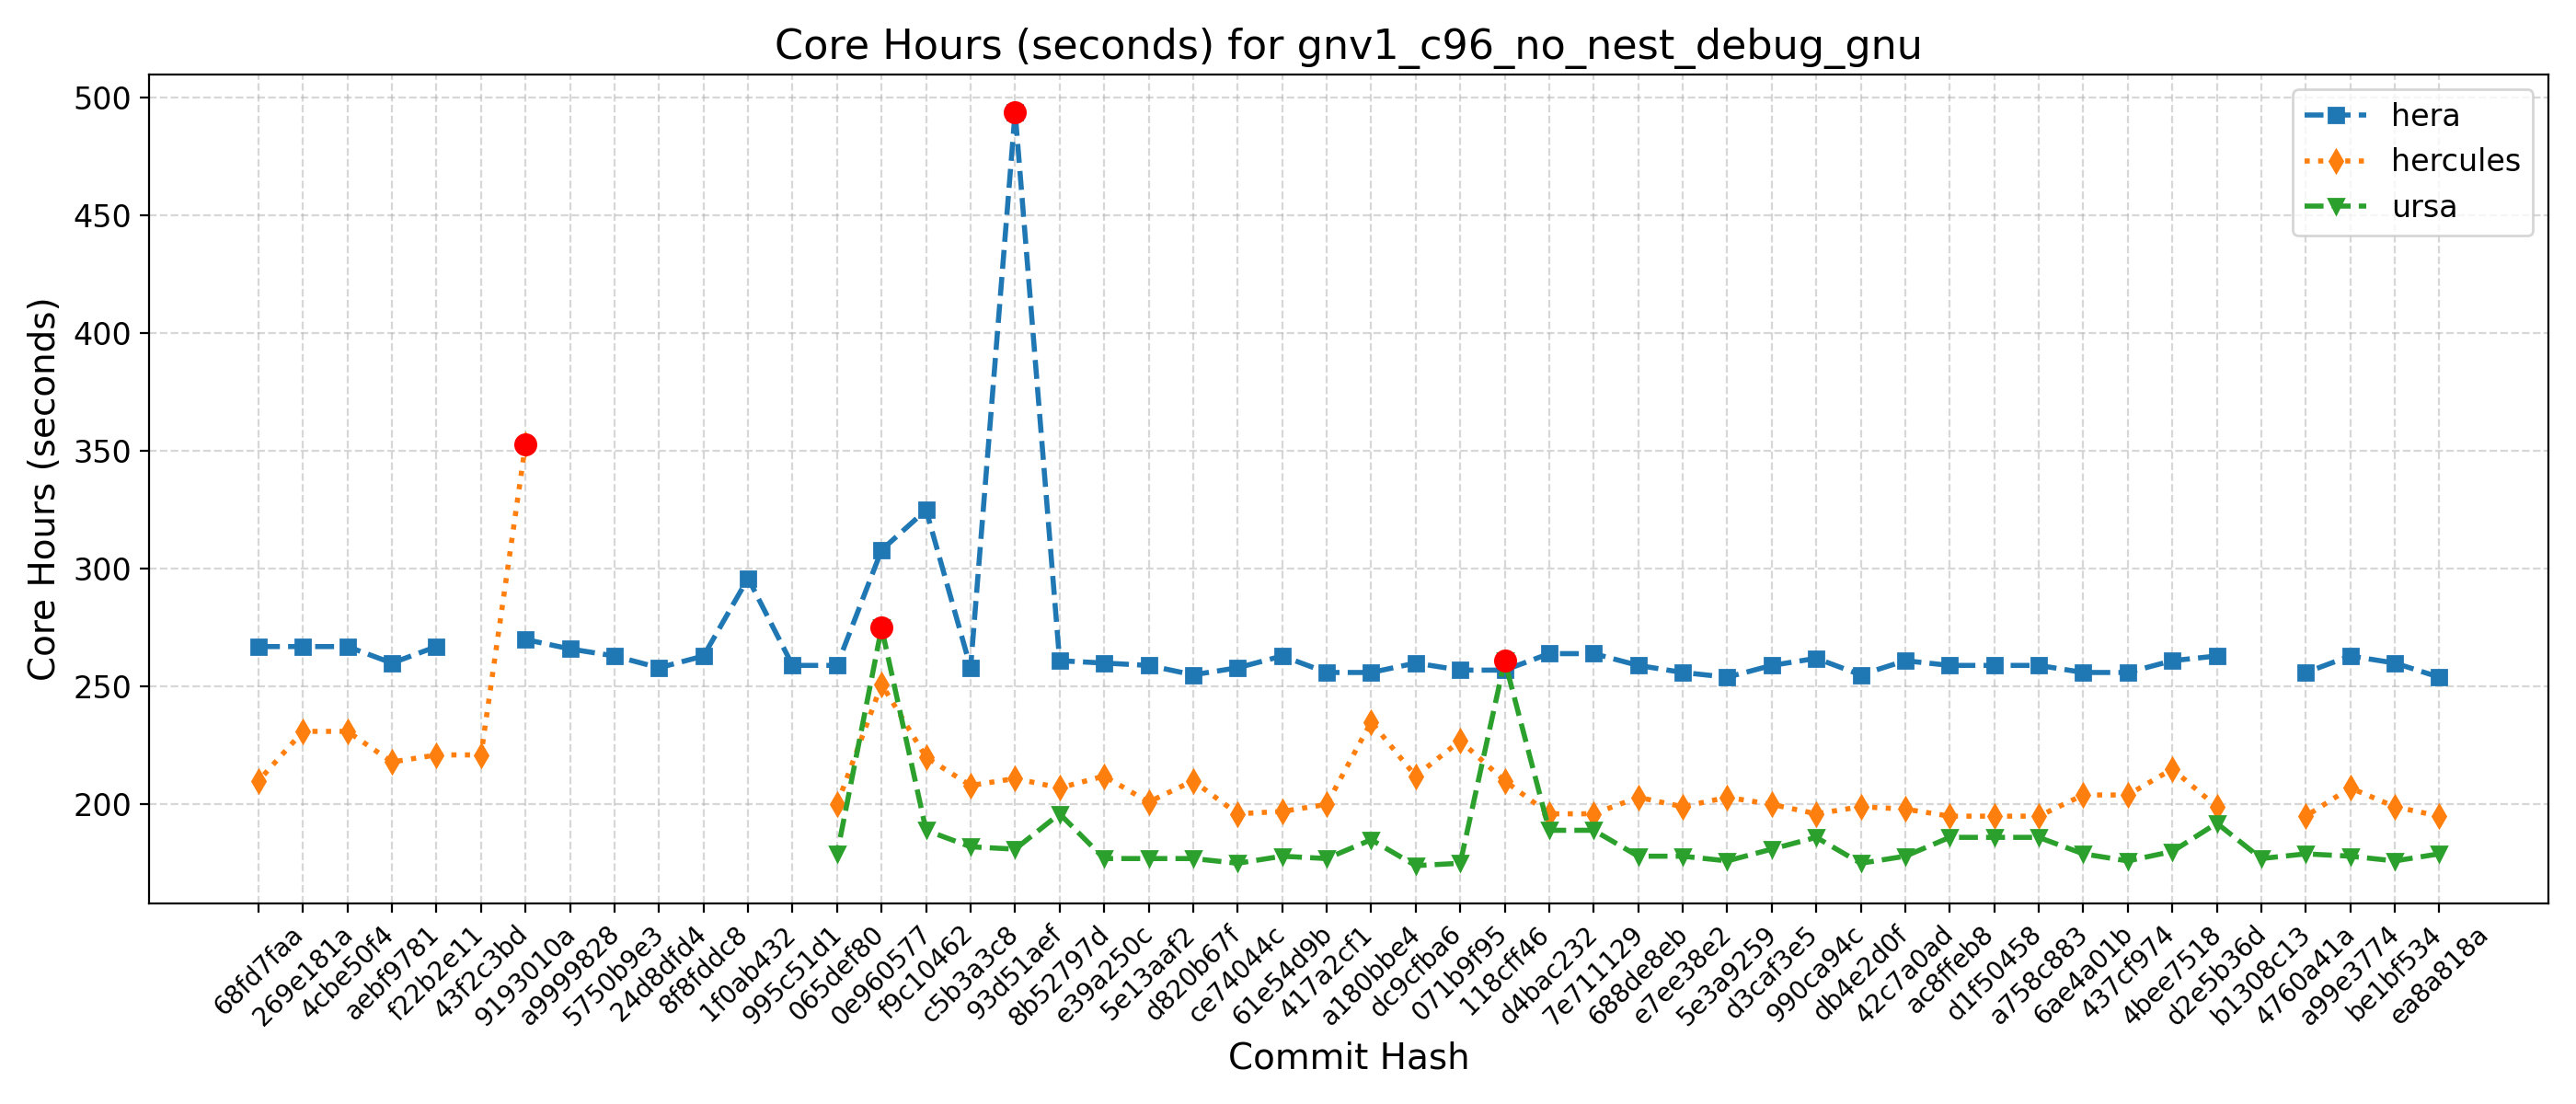 Core Hours (seconds) for gnv1_c96_no_nest_debug_gnu
Core Hours (seconds)
500
450
400
350
300
250
200
hera
hercules
ursa
68fd7faa
269e181a
4cbe50f4
aebf9781
f22b2e11
43f2c3bd
9193010a
a9999828
5750b9e3
24d8dfd4
8f8fddc8
1f0ab432
995c51d1
065def80
0e960577
f9c10462
c5b3a3c8
93d51aef
8b52797d
e39a250c
5e13aaf2
d820b67f
ce74044c
61e54d9b
417a2cf1
a180bbe4
dc9cfba6
071b9f95
118cff46
d4bac232
7e711129
688de8eb
e7ee38e2
5e3a9259
d3caf3e5
990ca94c
db4e2d0f
42c7a0ad
ac8ffeb8
d1f50458
a758c883
6ae4a01b
437cf974
4bee7518
d2e5b36d
b1308c13
4760a41a
a99e3774
be1bf534
ea8a818a
Commit Hash